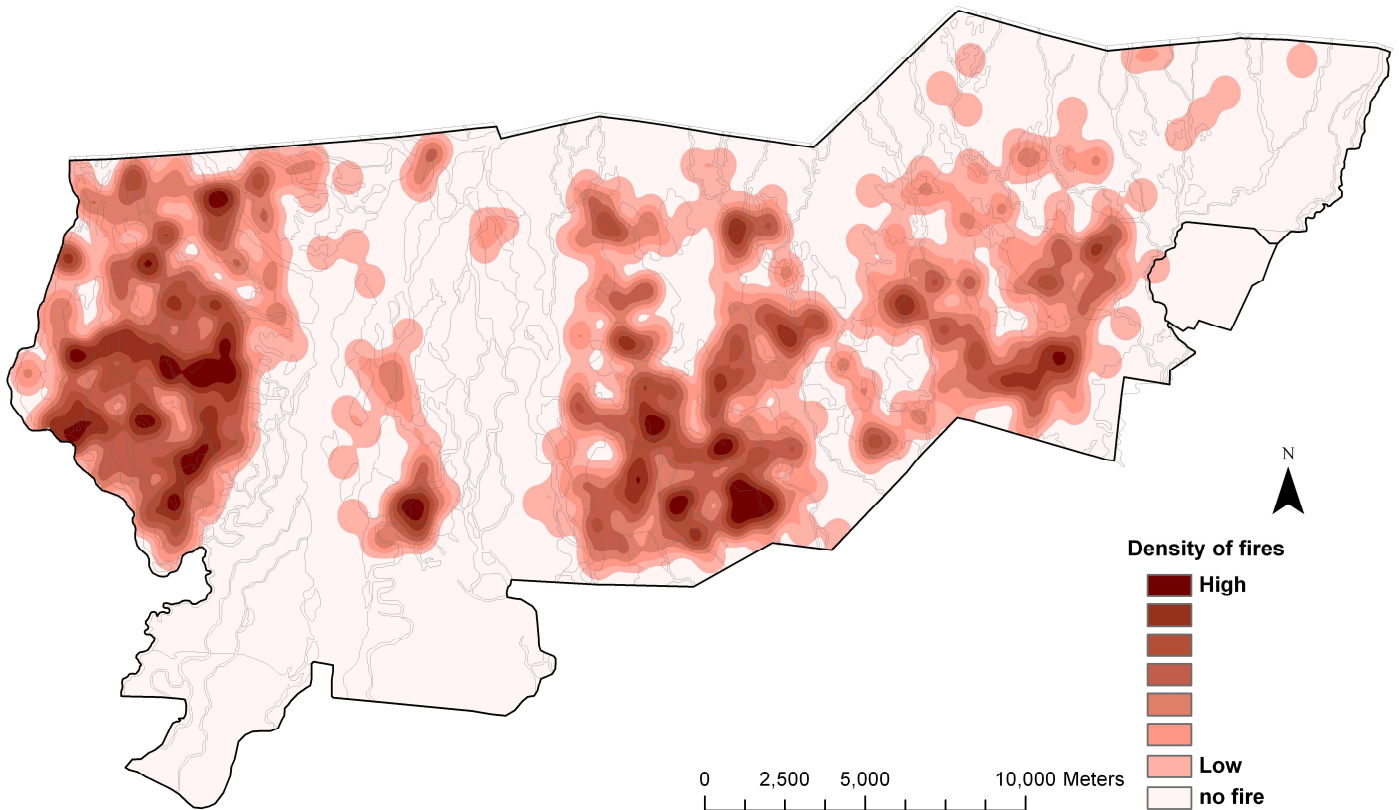 N
Density of fires
High
Low
no fire
0 2,500 5,000 10,000 Meters